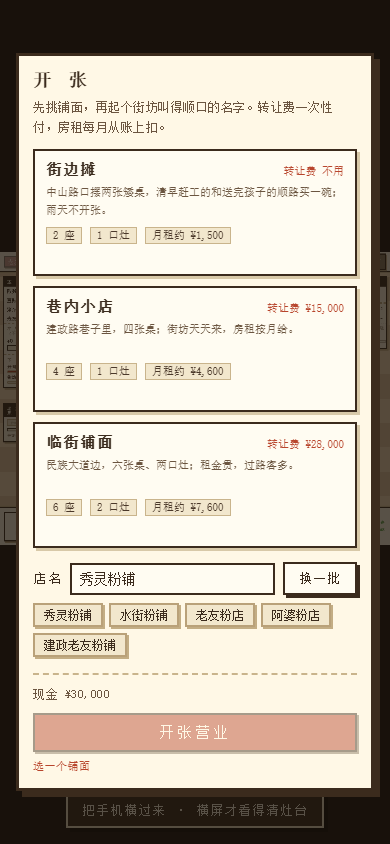 开 张
先挑铺面，再起个街坊叫得顺口的名字。转让费一次性
付，房租每月从账上扣。
街边摊
转让费 不用
中山路口摆两张矮桌，清早赶工的和送完孩子的顺路买一碗；
雨天不开张。
2 座
1 口灶
月租约 ¥1,500
巷内小店
转让费 ¥15,000
建政路巷子里，四张桌；街坊天天来，房租按月给。
4 座
1 口灶
月租约 ¥4,600
临街铺面
转让费 ¥28,000
民族大道边，六张桌、两口灶；租金贵，过路客多。
6 座
2 口灶
月租约 ¥7,600
店名
秀灵粉铺
换一批
秀灵粉铺
水街粉铺
老友粉店
阿婆粉店
建政老友粉铺
现金 ¥30,000
开张营业
选一个铺面
把手机横过来 · 横屏才看得清灶台